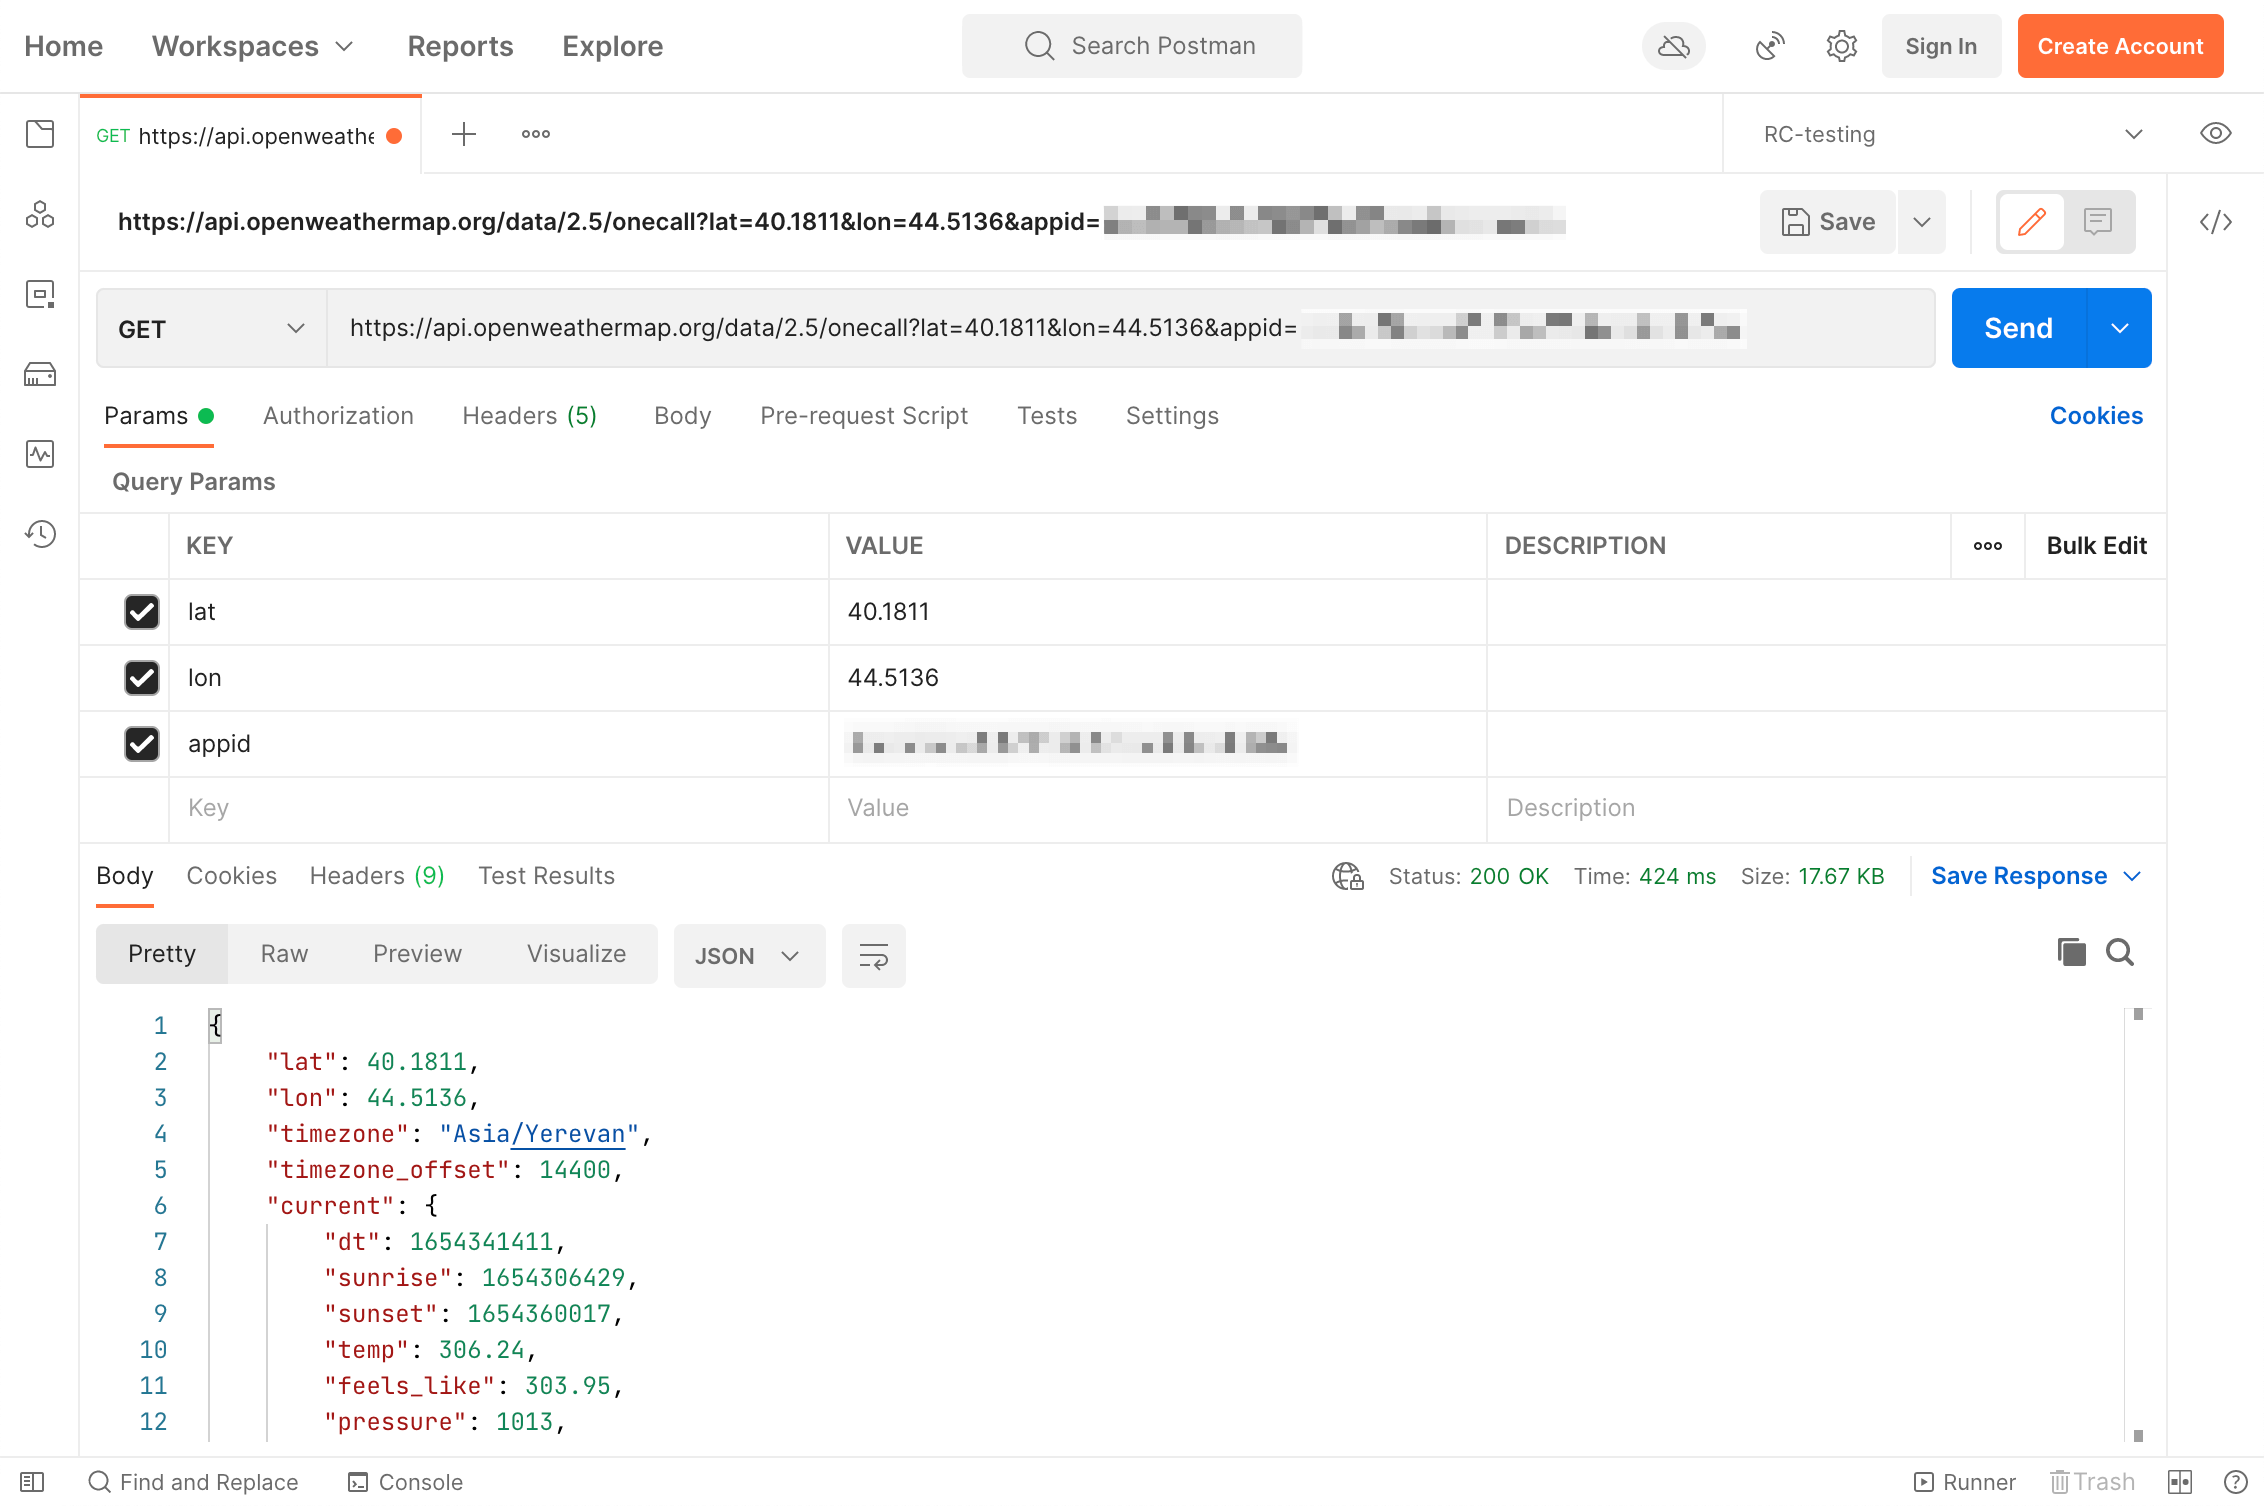 Home Workspaces Reports Explore Search Postman Sign In Create Account
GET https://api.openweathe RC-testing
https://api.openweathermap.org/data/2.5/onecall?lat=40.1811&lon=44.5136&appid= Save
GET https://api.openweathermap.org/data/2.5/onecall?lat=40.1811&lon=44.5136&appid= Send
Params Authorization Headers (5) Body Pre-request Script Tests Settings Cookies
Query Params
KEY VALUE DESCRIPTION Bulk Edit
lat 40.1811
lon 44.5136
appid
Key Value Description
Body Cookies Headers (9) Test Results Status: 200 OK Time: 424 ms Size: 17.67 KB Save Response
Pretty Raw Preview Visualize JSON
1 {
2 "lat": 40.1811,
3 "lon": 44.5136,
4 "timezone": "Asia/Yerevan",
5 "timezone_offset": 14400,
6 "current": {
7 "dt": 1654341411,
8 "sunrise": 1654306429,
9 "sunset": 1654360017,
10 "temp": 306.24,
11 "feels_like": 303.95,
12 "pressure": 1013,
Find and Replace Console Runner Trash